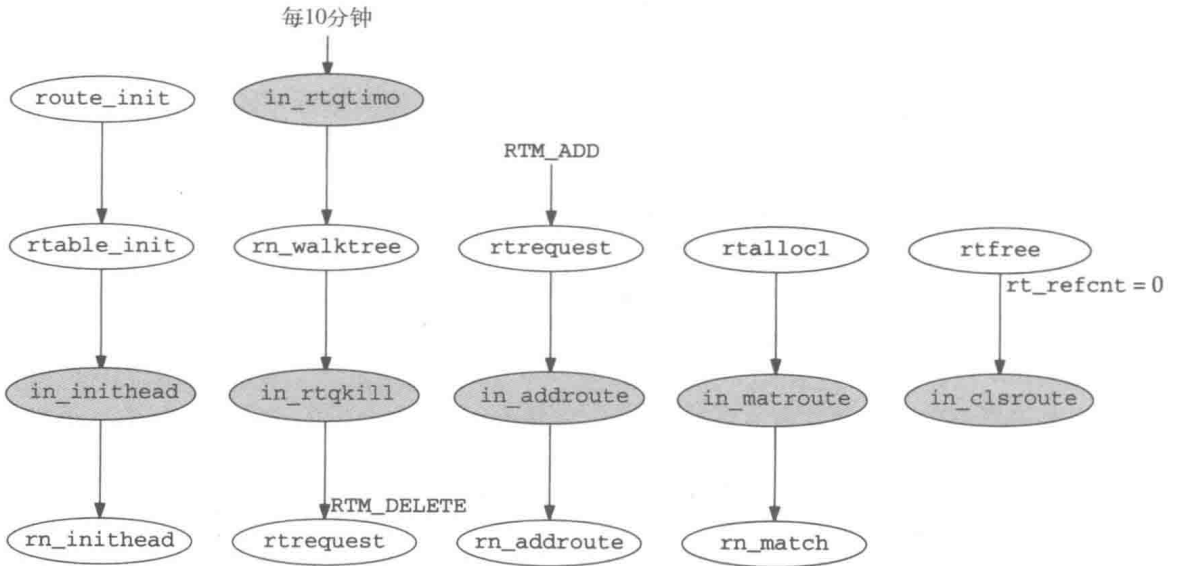 每10分钟
route_init
in_rtqtimo
RTM_ADD
rtable_init
rn_walktree
rtrequest
rtalloc1
rtfree
rt_refcnt = 0
in_inithead
in_rtqkill
in_addroute
in_matroute
in_clsroute
RTM_DELETE
rn_inithead
rtrequest
rn_addroute
rn_match